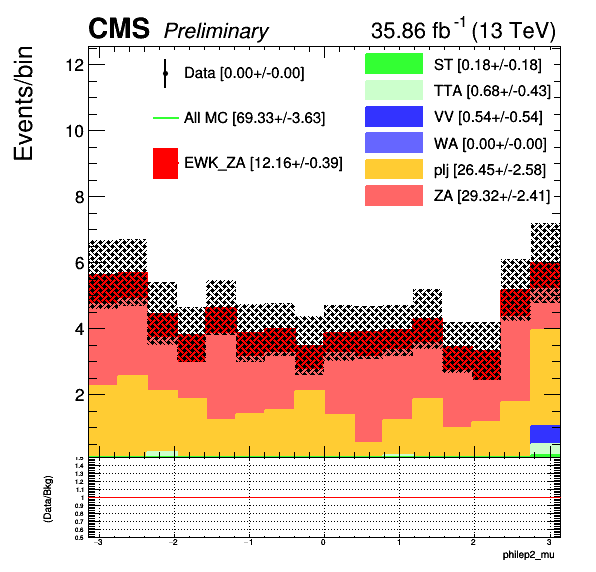 CMS Preliminary 35.86 fb⁻¹ (13 TeV)
Events/bin
12
10
8
6
4
2
Data [0.00+/-0.00]
All MC [69.33+/-3.63]
EWK_ZA [12.16+/-0.39]
ST [0.18+/-0.18]
TTA [0.68+/-0.43]
VV [0.54+/-0.54]
WA [0.00+/-0.00]
plj [26.45+/-2.58]
ZA [29.32+/-2.41]
(Data/Bkg)
1.5
1.4
1.3
1.2
1.1
1
0.9
0.8
0.7
0.6
0.5
−3 −2 −1 0 1 2 3
philep2_mu